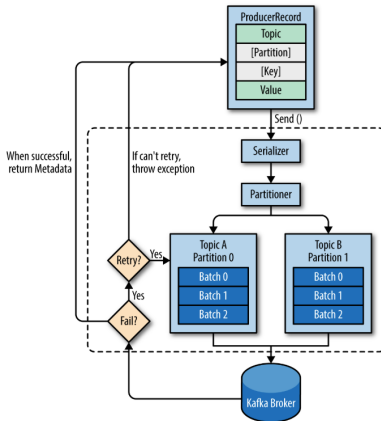 ProducerRecord
Topic
[Partition]
[Key]
Value
Send ()
Serializer
Partitioner
When successful,
return Metadata
If can't retry,
throw exception
Retry?
Yes
Yes
Fail?
Topic A
Partition 0
Batch 0
Batch 1
Batch 2
Topic B
Partition 1
Batch 0
Batch 1
Batch 2
Kafka Broker